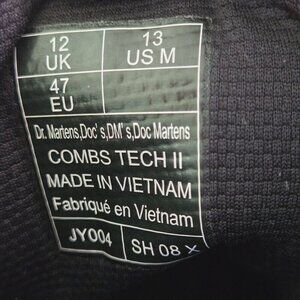 12 13
UK US M
47
EU
Dr. Martens,Doc's,DM's,Doc Martens
COMBS TECH II
MADE IN VIETNAM
Fabriqué en Vietnam
JY004 SH 08 X